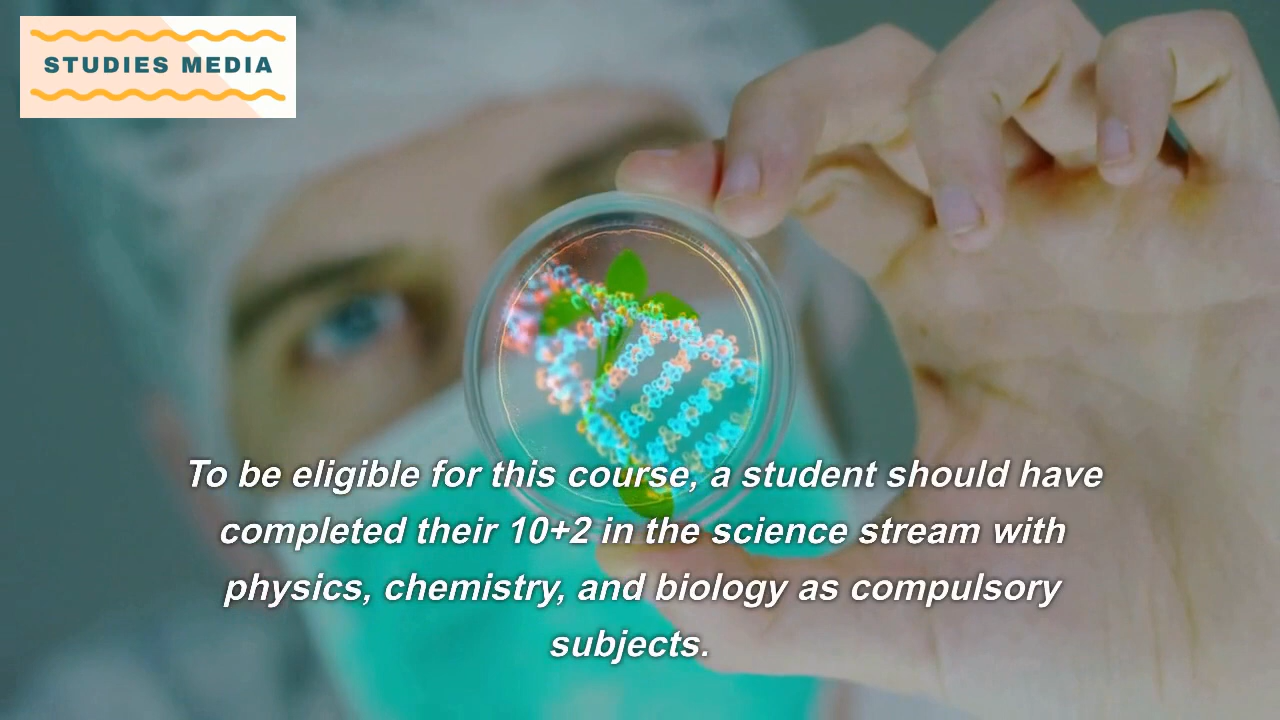 STUDIES MEDIA
To be eligible for this course, a student should have
completed their 10+2 in the science stream with
physics, chemistry, and biology as compulsory
subjects.